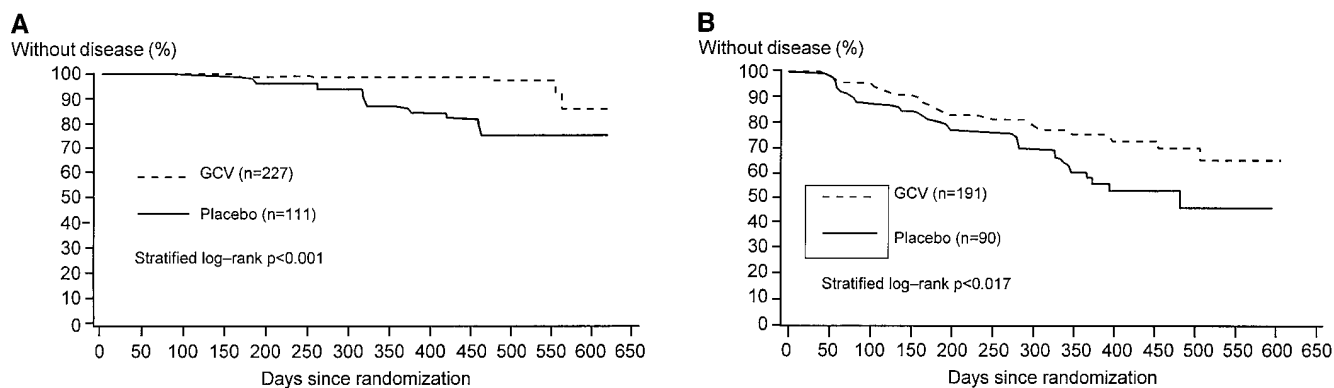 A
Without disease (%)
100
90
80
70
60
50
40
30
20
10
0
GCV (n=227)
Placebo (n=111)
Stratified log–rank p<0.001
0 50 100 150 200 250 300 350 400 450 500 550 600 650
Days since randomization
B
Without disease (%)
100
90
80
70
60
50
40
30
20
10
0
GCV (n=191)
Placebo (n=90)
Stratified log–rank p<0.017
0 50 100 150 200 250 300 350 400 450 500 550 600 650
Days since randomization